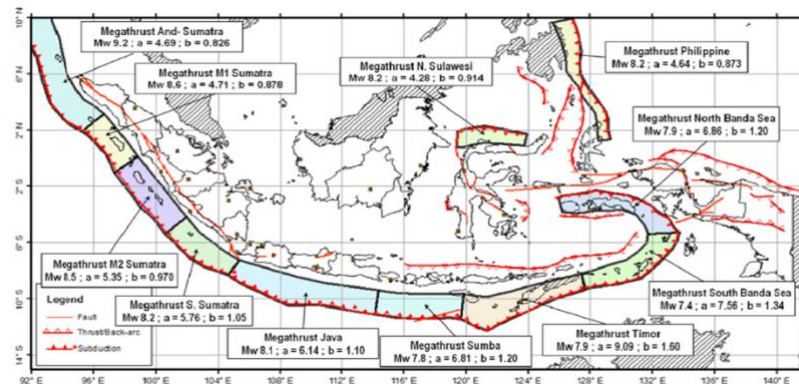 Megathrust And- Sumatra
Mw 9.2 ; a = 4.69 b = 0.826
Megathrust M1 Sumatra
Mw 8.6 ; a = 4.71 b = 0.878
Megathrust N. Sulawesi
Mw 8.2 ; a = 4.28 b = 0.914
Megathrust Philippine
Mw 8.2 ; a = 4.64 b = 0.873
Megathrust North Banda Sea
Mw 7.9 ; a = 6.86 b = 1.20
Megathrust M2 Sumatra
Mw 8.5 ; a = 5.35 b = 0.970
Megathrust S. Sumatra
Mw 8.2 ; a = 5.76 b = 1.05
Megathrust Java
Mw 8.1 ; a = 6.14 b = 1.10
Megathrust Sumba
Mw 7.8 ; a = 6.81 b = 1.20
Megathrust Timor
Mw 7.9 ; a = 9.09 b = 1.60
Megathrust South Banda Sea
Mw 7.4 ; a = 7.56 b = 1.34
Legend
Fault
Thrust/Back-arc
Subduction
10°N
6°N
2°N
2°S
6°S
10°S
14°S
92° E
96° E
100° E
104° E
108° E
112° E
116° E
120° E
124° E
128° E
132° E
136° E
140° E